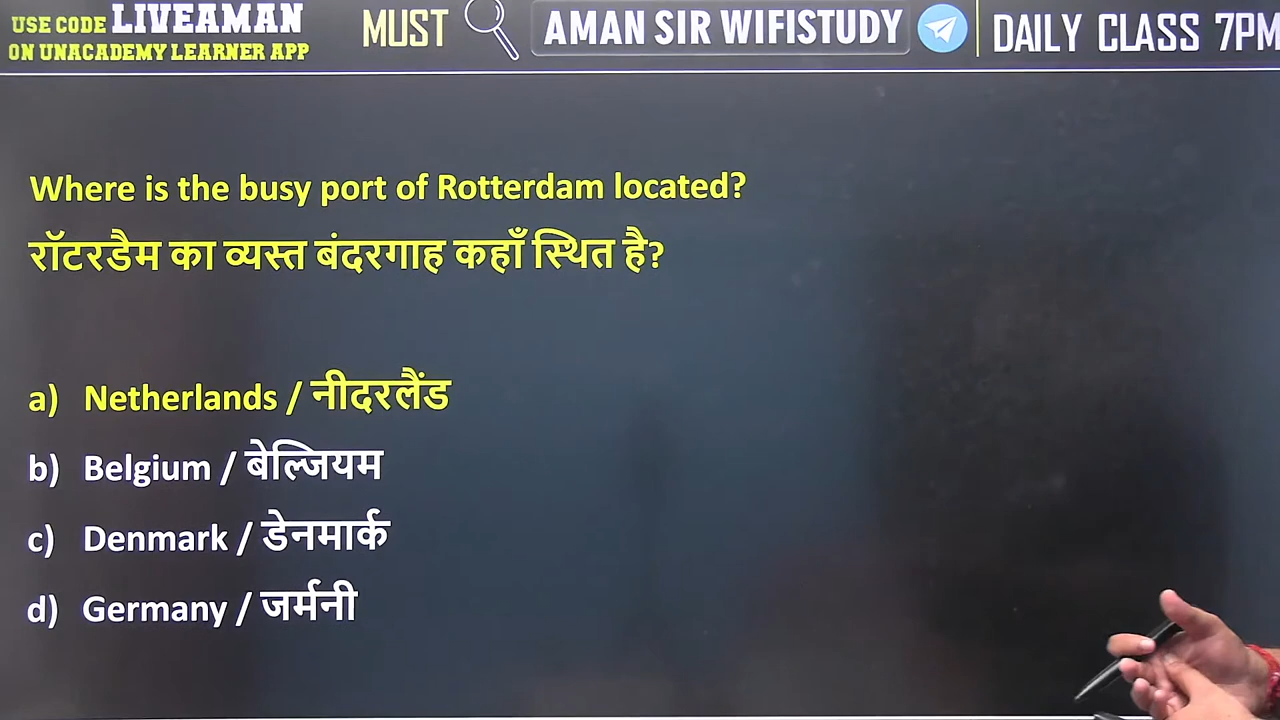 USE CODE LIVEAMAN
ON UNACADEMY LEARNER APP
MUST
AMAN SIR WIFISTUDY
DAILY CLASS 7PM
Where is the busy port of Rotterdam located?
रॉटरडैम का व्यस्त बंदरगाह कहाँ स्थित है?
a) Netherlands / नीदरलैंड
b) Belgium / बेल्जियम
c) Denmark / डेनमार्क
d) Germany / जर्मनी